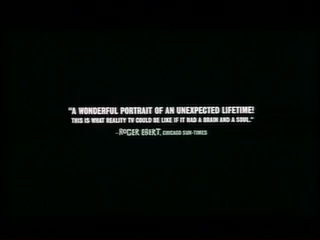 "A WONDERFUL PORTRAIT OF AN UNEXPECTED LIFETIME!
THIS IS WHAT REALITY TV COULD BE LIKE IF IT HAD A BRAIN AND A SOUL."
-ROGER EBERT, CHICAGO SUN-TIMES